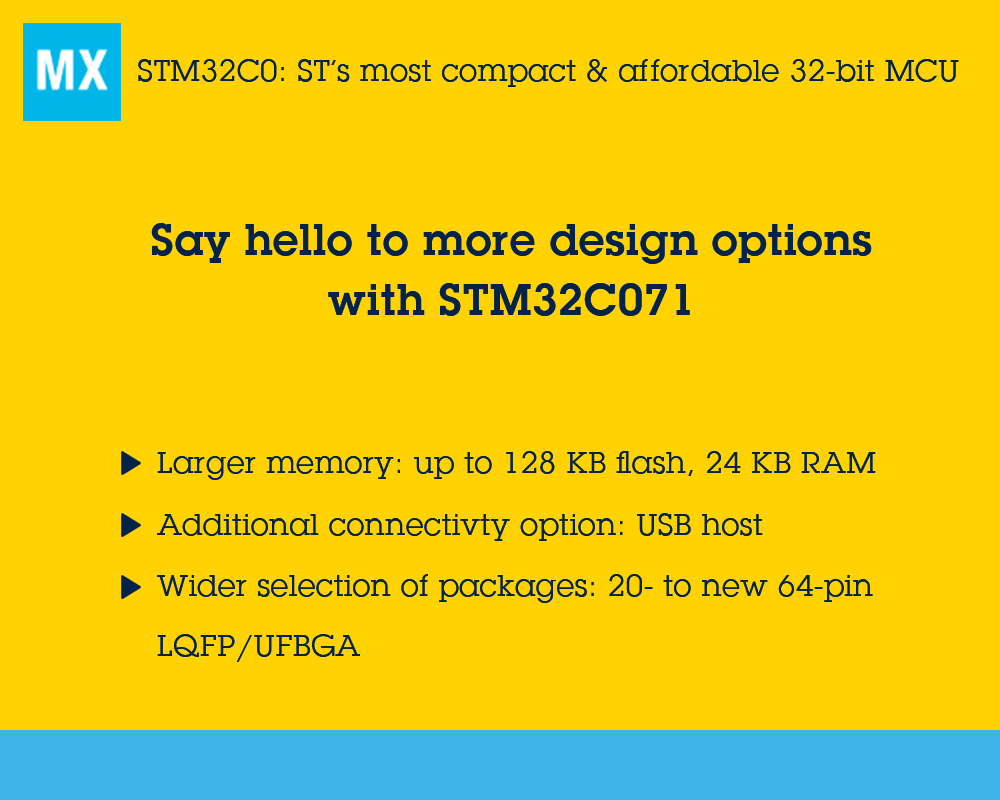 MX
STM32C0: ST's most compact & affordable 32-bit MCU
Say hello to more design options
with STM32C071
Larger memory: up to 128 KB flash, 24 KB RAM
Additional connectivty option: USB host
Wider selection of packages: 20- to new 64-pin
LQFP/UFBGA